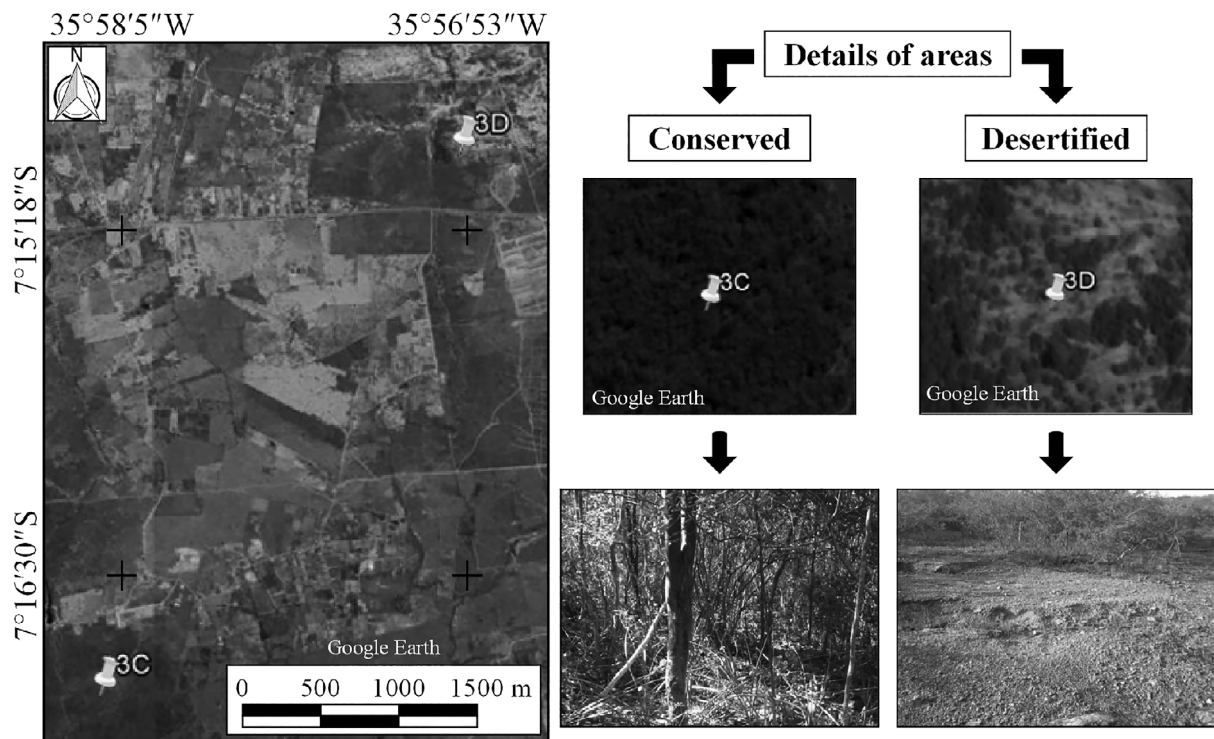 35°58′5″W 35°56′53″W
N
3D
7°15′18″S
7°16′30″S
3C
Google Earth
0 500 1000 1500 m
Details of areas
Conserved Desertified
3C
Google Earth
3D
Google Earth